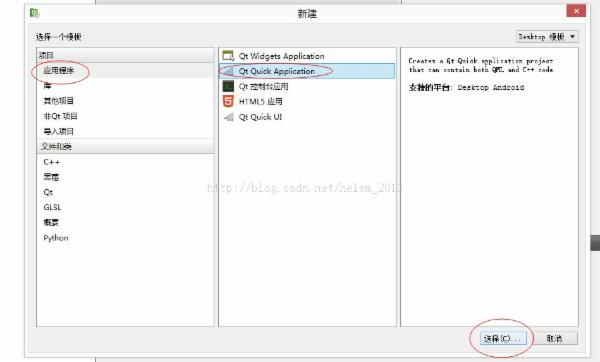 新建
选择一个模板：
Desktop 模板
项目
应用程序
库
其他项目
非Qt 项目
导入项目
文件和类
C++
黑莓
Qt
GLSL
概要
Python
Qt Widgets Application
Qt Quick Application
Qt 控制台应用
HTML5 应用
Qt Quick UI
Creates a Qt Quick application project
that can contain both QML and C++ code.
支持的平台: Desktop Android
http://blog.csdn.net/helem_2013
选择(C)...
取消